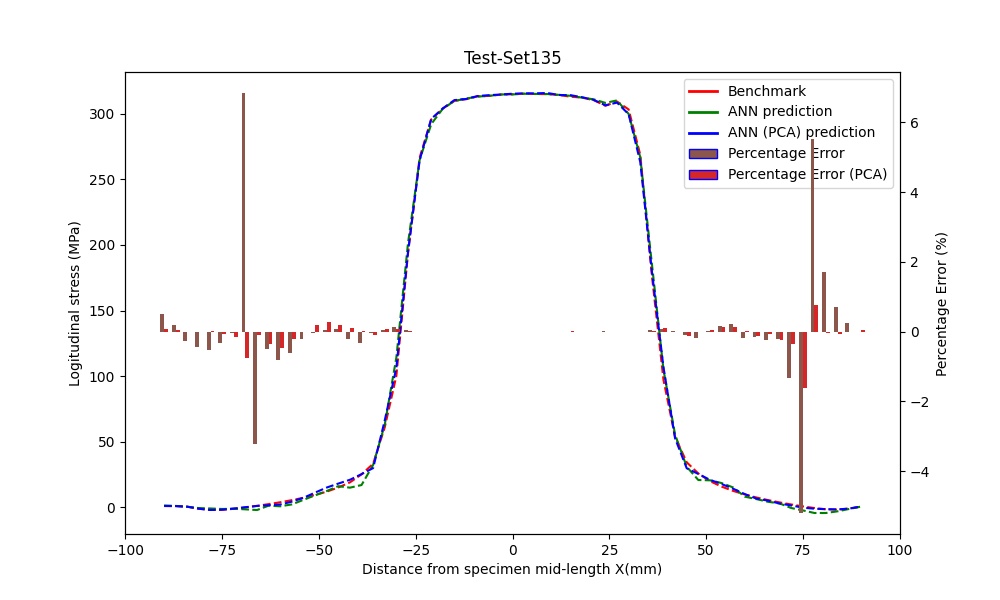 Test-Set135
Logitudinal stress (MPa)
300
250
200
150
100
50
0
Benchmark
ANN prediction
ANN (PCA) prediction
Percentage Error
Percentage Error (PCA)
6
4
2
0
−2
−4
Percentage Error (%)
−100 −75 −50 −25 0 25 50 75 100
Distance from specimen mid-length X(mm)